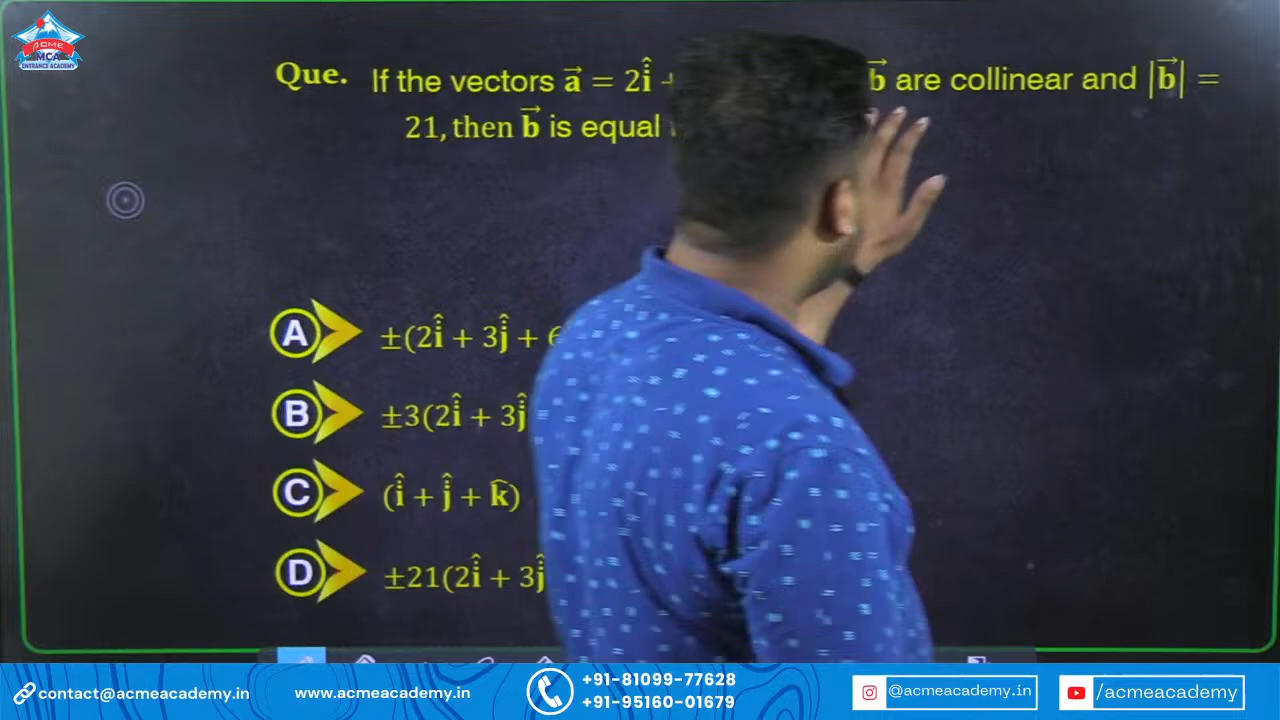 ACME
MCA
ENTRANCE ACADEMY
Que. If the vectors a⃗ = 2î + b⃗ are collinear and |b⃗| =
21, then b⃗ is equal
A ±(2î + 3ĵ + 6
B ±3(2î + 3ĵ
C (î + ĵ + k̂)
D ±21(2î + 3ĵ
contact@acmeacademy.in www.acmeacademy.in +91-81099-77628 @acmeacademy.in /acmeacademy
+91-95160-01679